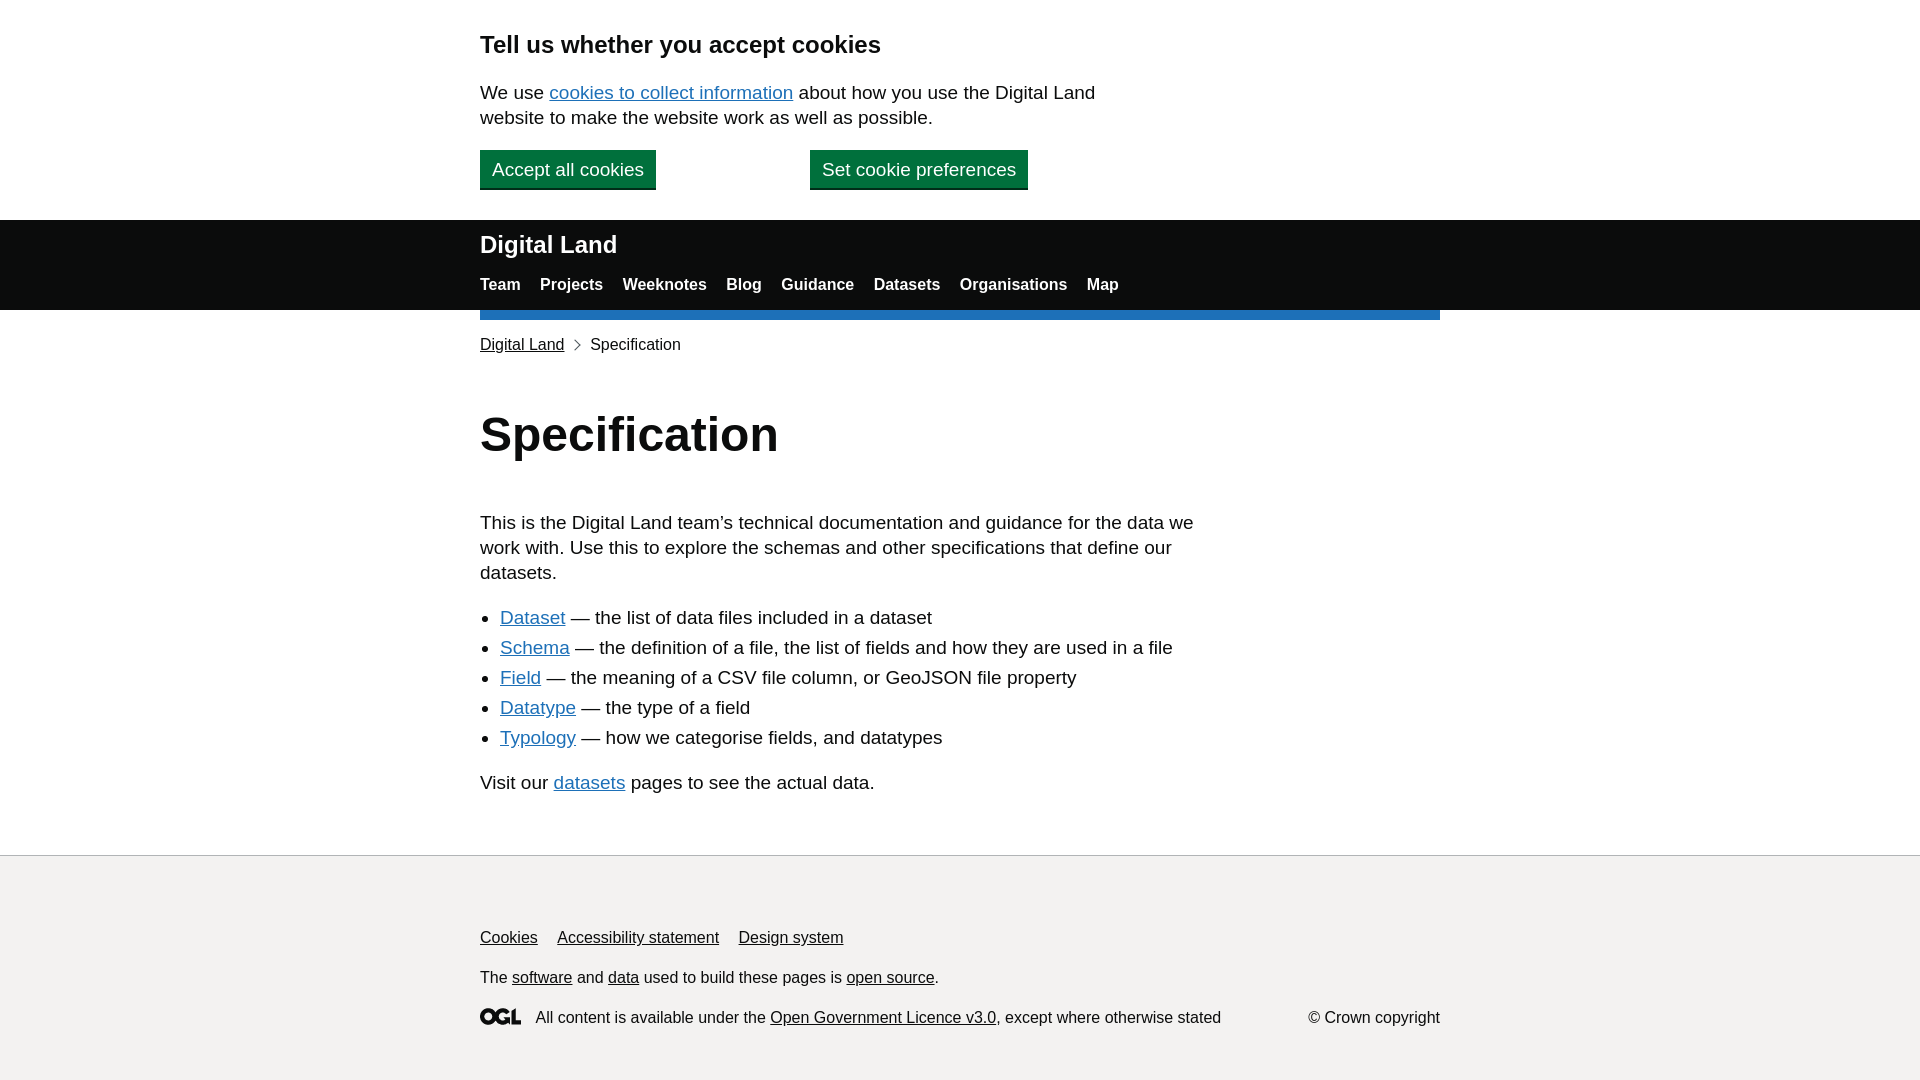 Tell us whether you accept cookies
We use cookies to collect information about how you use the Digital Land
website to make the website work as well as possible.
Accept all cookies
Set cookie preferences
Digital Land
Team Projects Weeknotes Blog Guidance Datasets Organisations Map
Digital Land Specification
Specification
This is the Digital Land team’s technical documentation and guidance for the data we
work with. Use this to explore the schemas and other specifications that define our
datasets.
• Dataset — the list of data files included in a dataset
• Schema — the definition of a file, the list of fields and how they are used in a file
• Field — the meaning of a CSV file column, or GeoJSON file property
• Datatype — the type of a field
• Typology — how we categorise fields, and datatypes
Visit our datasets pages to see the actual data.
Cookies Accessibility statement Design system
The software and data used to build these pages is open source.
OGL All content is available under the Open Government Licence v3.0, except where otherwise stated
© Crown copyright